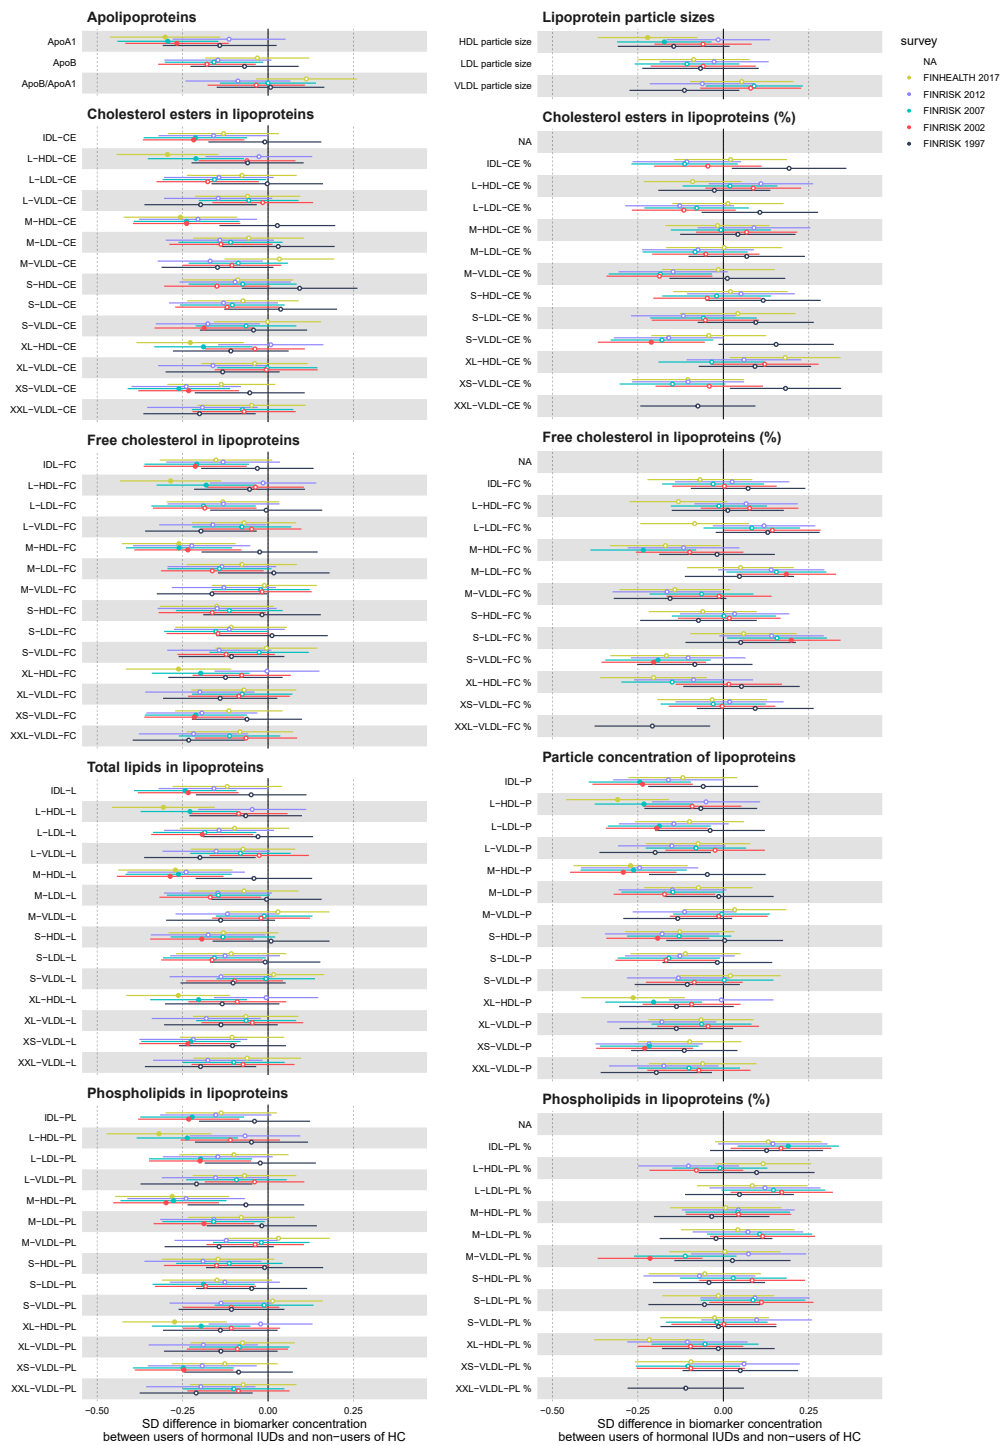 Apolipoproteins
ApoA1
ApoB
ApoB/ApoA1
Cholesterol esters in lipoproteins
IDL−CE
L−HDL−CE
L−LDL−CE
L−VLDL−CE
M−HDL−CE
M−LDL−CE
M−VLDL−CE
S−HDL−CE
S−LDL−CE
S−VLDL−CE
XL−HDL−CE
XL−VLDL−CE
XS−VLDL−CE
XXL−VLDL−CE
Free cholesterol in lipoproteins
IDL−FC
L−HDL−FC
L−LDL−FC
L−VLDL−FC
M−HDL−FC
M−LDL−FC
M−VLDL−FC
S−HDL−FC
S−LDL−FC
S−VLDL−FC
XL−HDL−FC
XL−VLDL−FC
XS−VLDL−FC
XXL−VLDL−FC
Total lipids in lipoproteins
IDL−L
L−HDL−L
L−LDL−L
L−VLDL−L
M−HDL−L
M−LDL−L
M−VLDL−L
S−HDL−L
S−LDL−L
S−VLDL−L
XL−HDL−L
XL−VLDL−L
XS−VLDL−L
XXL−VLDL−L
Phospholipids in lipoproteins
IDL−PL
L−HDL−PL
L−LDL−PL
L−VLDL−PL
M−HDL−PL
M−LDL−PL
M−VLDL−PL
S−HDL−PL
S−LDL−PL
S−VLDL−PL
XL−HDL−PL
XL−VLDL−PL
XS−VLDL−PL
XXL−VLDL−PL
−0.50 −0.25 0.00 0.25
SD difference in biomarker concentration
between users of hormonal IUDs and non−users of HC
Lipoprotein particle sizes
HDL particle size
LDL particle size
VLDL particle size
Cholesterol esters in lipoproteins (%)
NA
IDL−CE %
L−HDL−CE %
L−LDL−CE %
M−HDL−CE %
M−LDL−CE %
M−VLDL−CE %
S−HDL−CE %
S−LDL−CE %
S−VLDL−CE %
XL−HDL−CE %
XS−VLDL−CE %
XXL−VLDL−CE %
Free cholesterol in lipoproteins (%)
NA
IDL−FC %
L−HDL−FC %
L−LDL−FC %
M−HDL−FC %
M−LDL−FC %
M−VLDL−FC %
S−HDL−FC %
S−LDL−FC %
S−VLDL−FC %
XL−HDL−FC %
XS−VLDL−FC %
XXL−VLDL−FC %
Particle concentration of lipoproteins
IDL−P
L−HDL−P
L−LDL−P
L−VLDL−P
M−HDL−P
M−LDL−P
M−VLDL−P
S−HDL−P
S−LDL−P
S−VLDL−P
XL−HDL−P
XL−VLDL−P
XS−VLDL−P
XXL−VLDL−P
Phospholipids in lipoproteins (%)
NA
IDL−PL %
L−HDL−PL %
L−LDL−PL %
M−HDL−PL %
M−LDL−PL %
M−VLDL−PL %
S−HDL−PL %
S−LDL−PL %
S−VLDL−PL %
XL−HDL−PL %
XS−VLDL−PL %
XXL−VLDL−PL %
−0.50 −0.25 0.00 0.25
SD difference in biomarker concentration
between users of hormonal IUDs and non−users of HC
survey
NA
FINHEALTH 2017
FINRISK 2012
FINRISK 2007
FINRISK 2002
FINRISK 1997